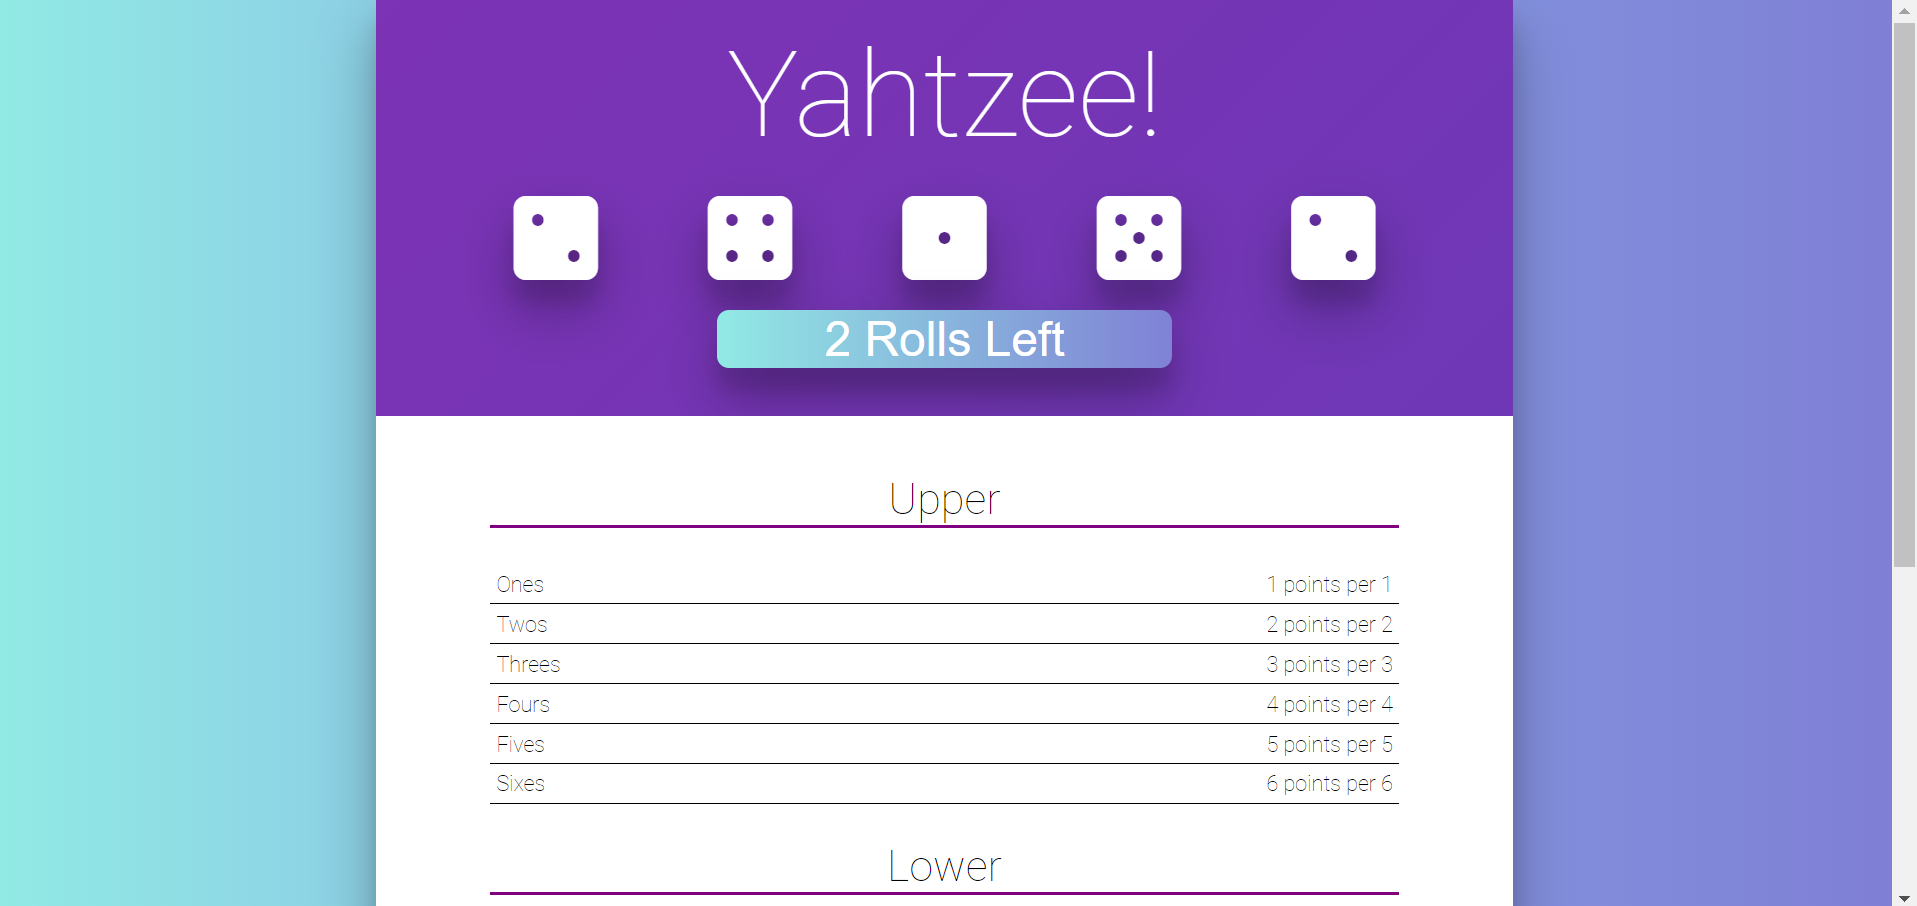 Yahtzee!
2 Rolls Left
Upper
Ones 1 points per 1
Twos 2 points per 2
Threes 3 points per 3
Fours 4 points per 4
Fives 5 points per 5
Sixes 6 points per 6
Lower